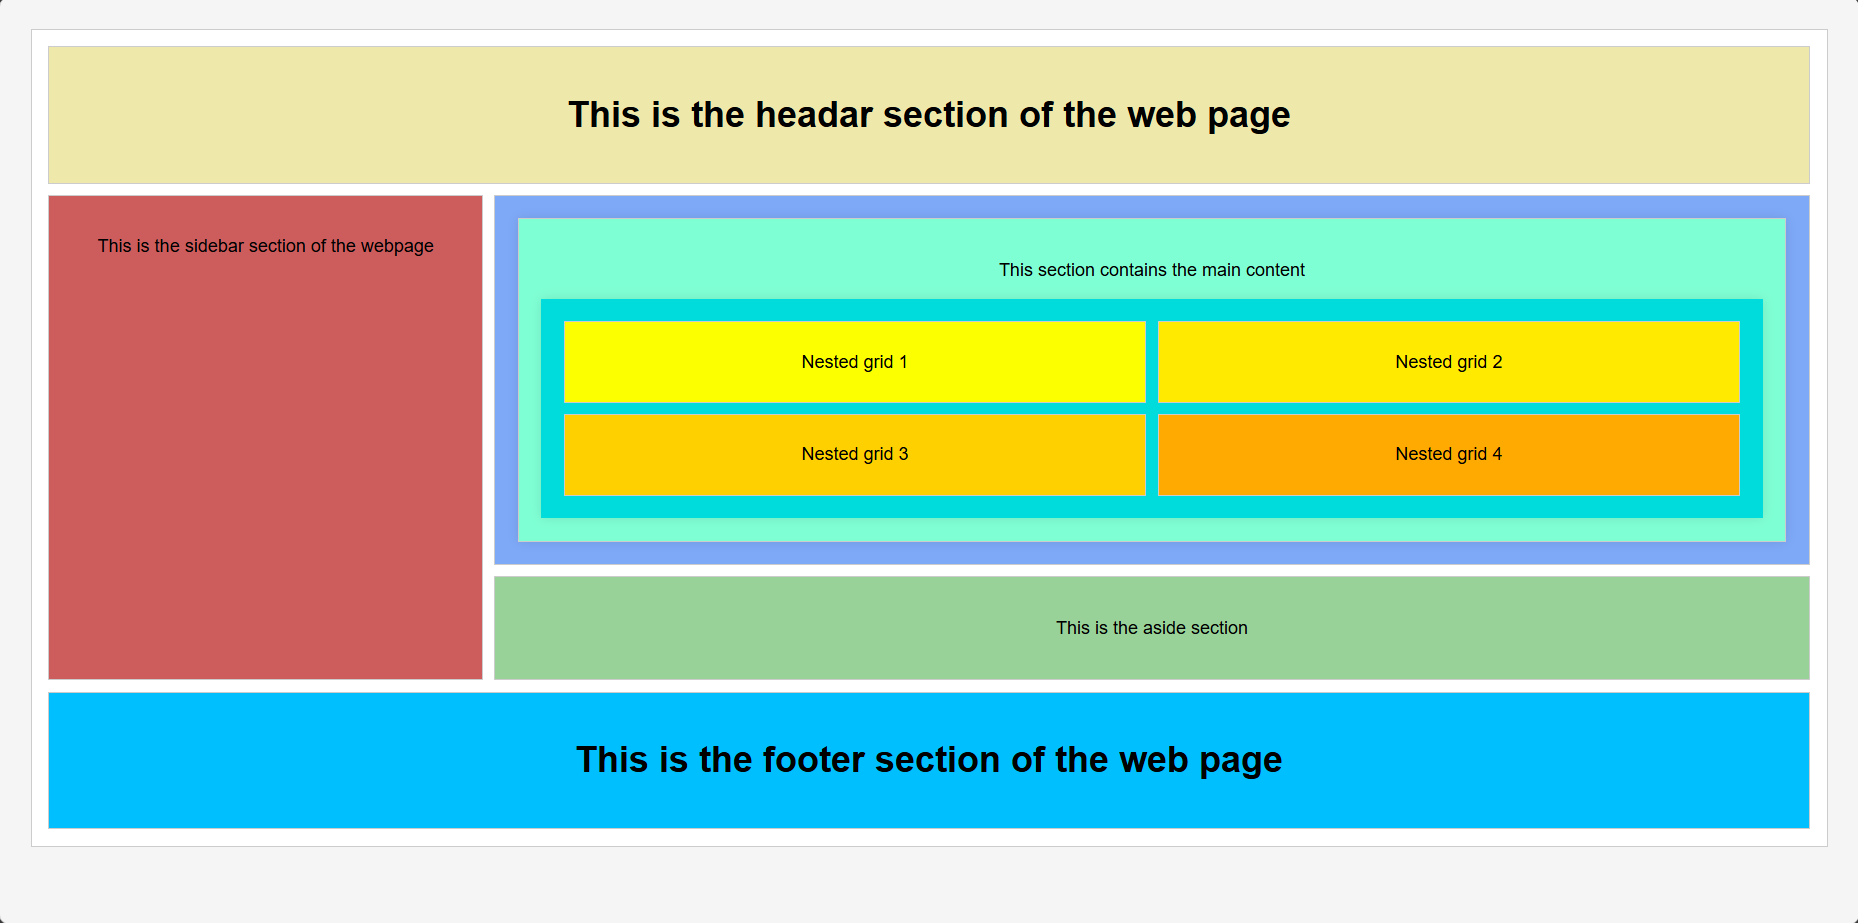 This is the headar section of the web page
This is the sidebar section of the webpage
This section contains the main content
Nested grid 1
Nested grid 2
Nested grid 3
Nested grid 4
This is the aside section
This is the footer section of the web page